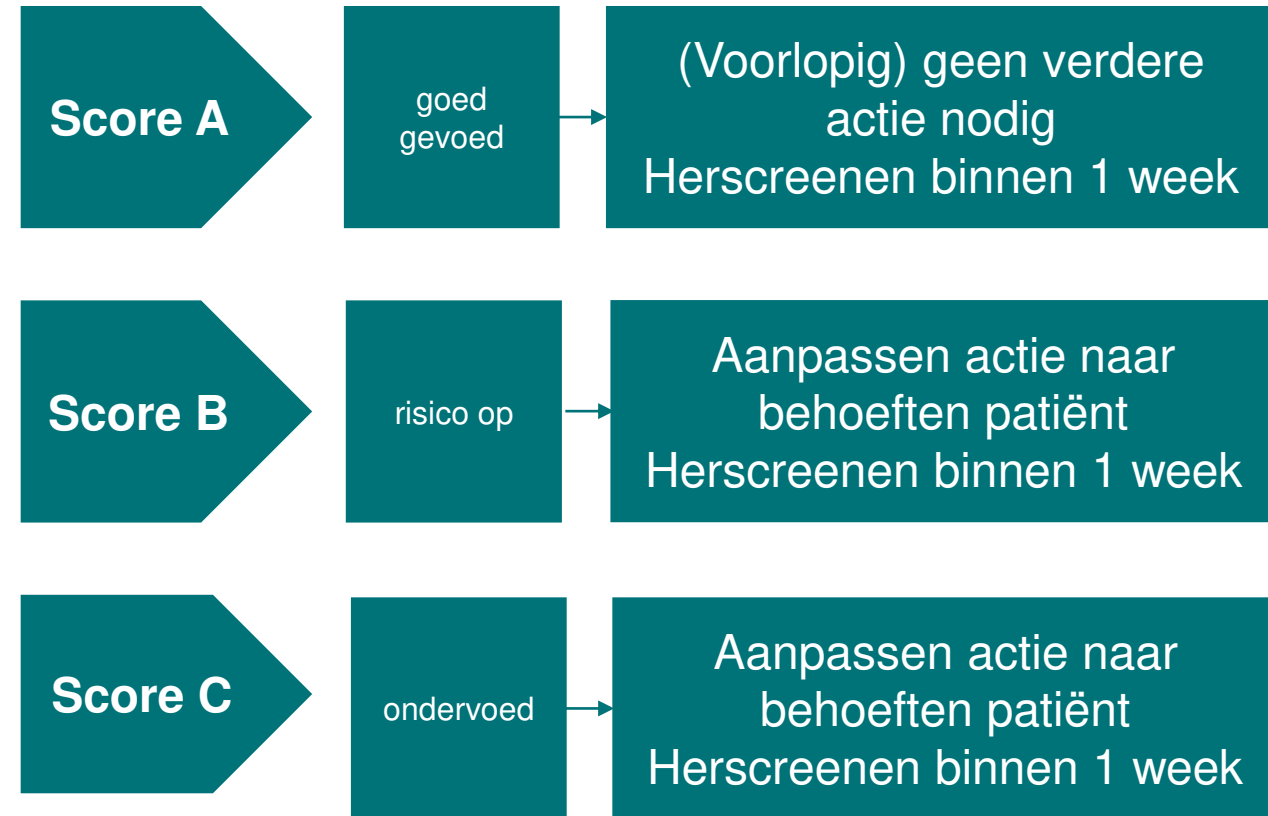 Score A
goed
gevoed
(Voorlopig) geen verdere
actie nodig
Herscreenen binnen 1 week
Score B
risico op
Aanpassen actie naar
behoeften patiënt
Herscreenen binnen 1 week
Score C
ondervoed
Aanpassen actie naar
behoeften patiënt
Herscreenen binnen 1 week